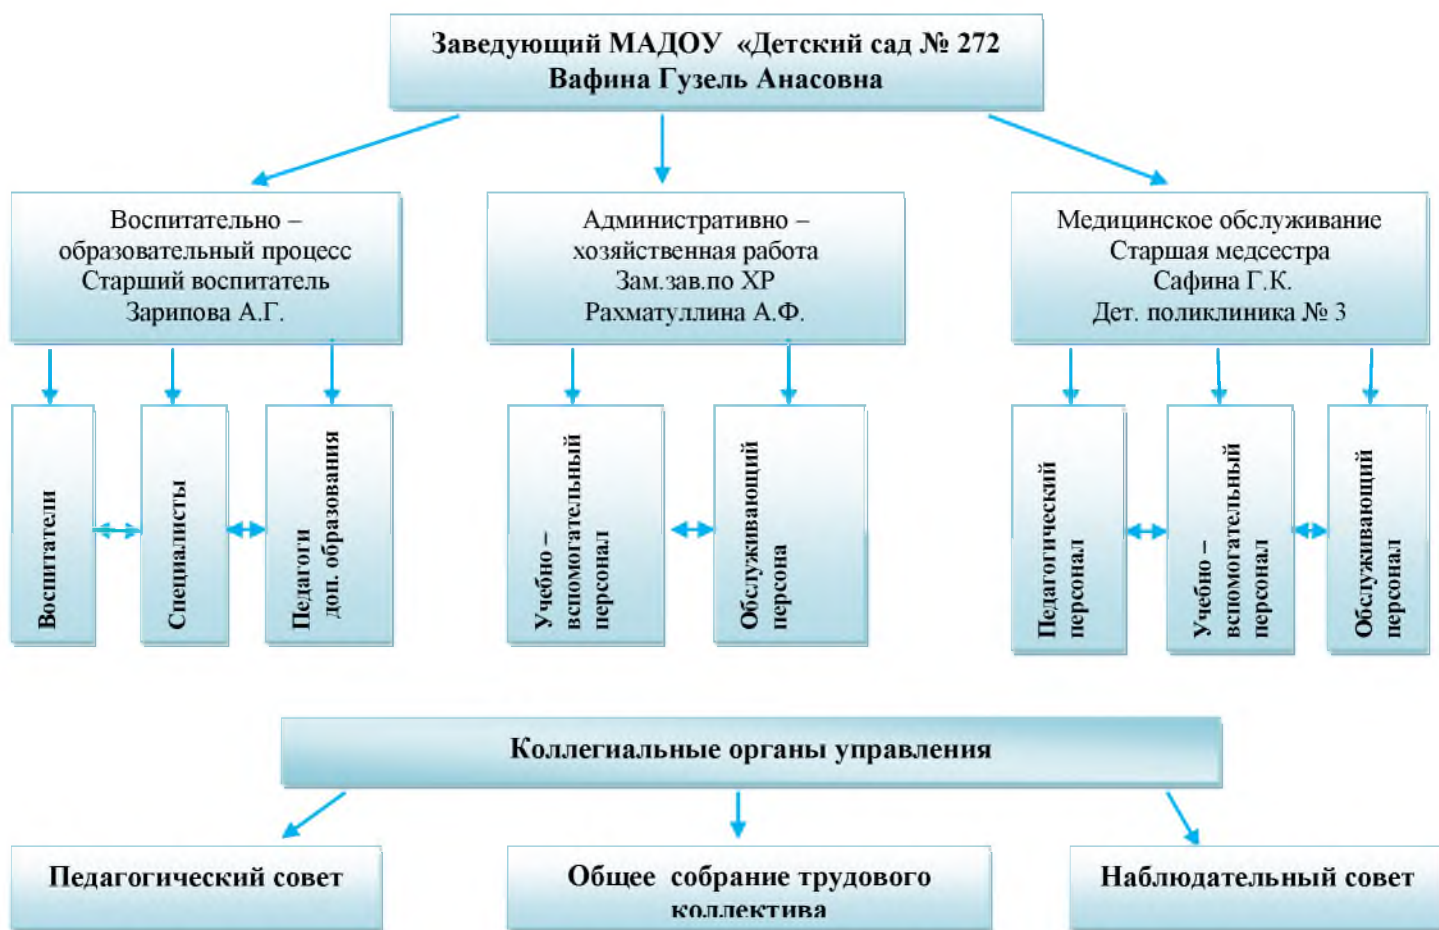 Заведующий МАДОУ «Детский сад № 272
Вафина Гузель Анасовна
Воспитательно –
образовательный процесс
Старший воспитатель
Зарипова А.Г.
Административно –
хозяйственная работа
Зам.зав.по ХР
Рахматуллина А.Ф.
Медицинское обслуживание
Старшая медсестра
Сафина Г.К.
Дет. поликлиника № 3
Воспитатели
Специалисты
Педагоги
доп. образования
Учебно –
вспомогательный
персонал
Обслуживающий
персона
Педагогический
персонал
Учебно –
вспомогательный
персонал
Обслуживающий
персонал
Коллегиальные органы управления
Педагогический совет
Общее собрание трудового
коллектива
Наблюдательный совет